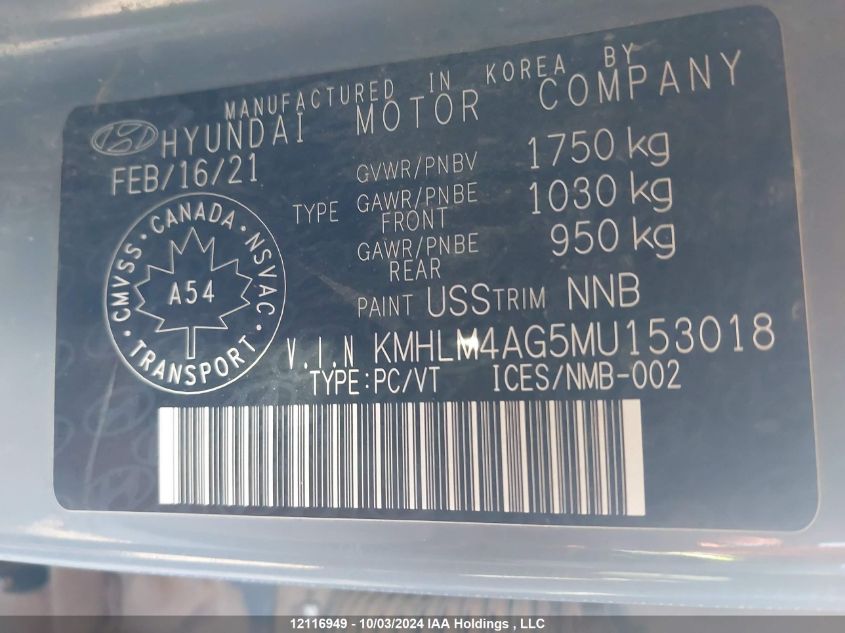 MANUFACTURED IN KOREA BY
HYUNDAI MOTOR COMPANY
FEB/16/21
GVWR/PNBV 1750 kg
TYPE GAWR/PNBE FRONT 1030 kg
GAWR/PNBE REAR 950 kg
PAINT USS TRIM NNB
CMVSS · CANADA · NSVAC · TRANSPORT ·
A54
V.I.N KMHLM4AG5MU153018
TYPE:PC/VT ICES/NMB-002
12116949 - 10/03/2024 IAA Holdings , LLC